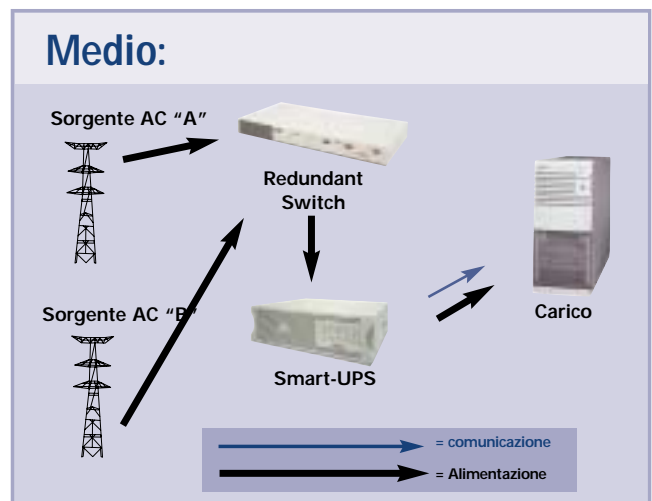 Medio:
Sorgente AC “A”
Redundant
Switch
Carico
Sorgente AC “B”
Smart-UPS
= comunicazione
= Alimentazione